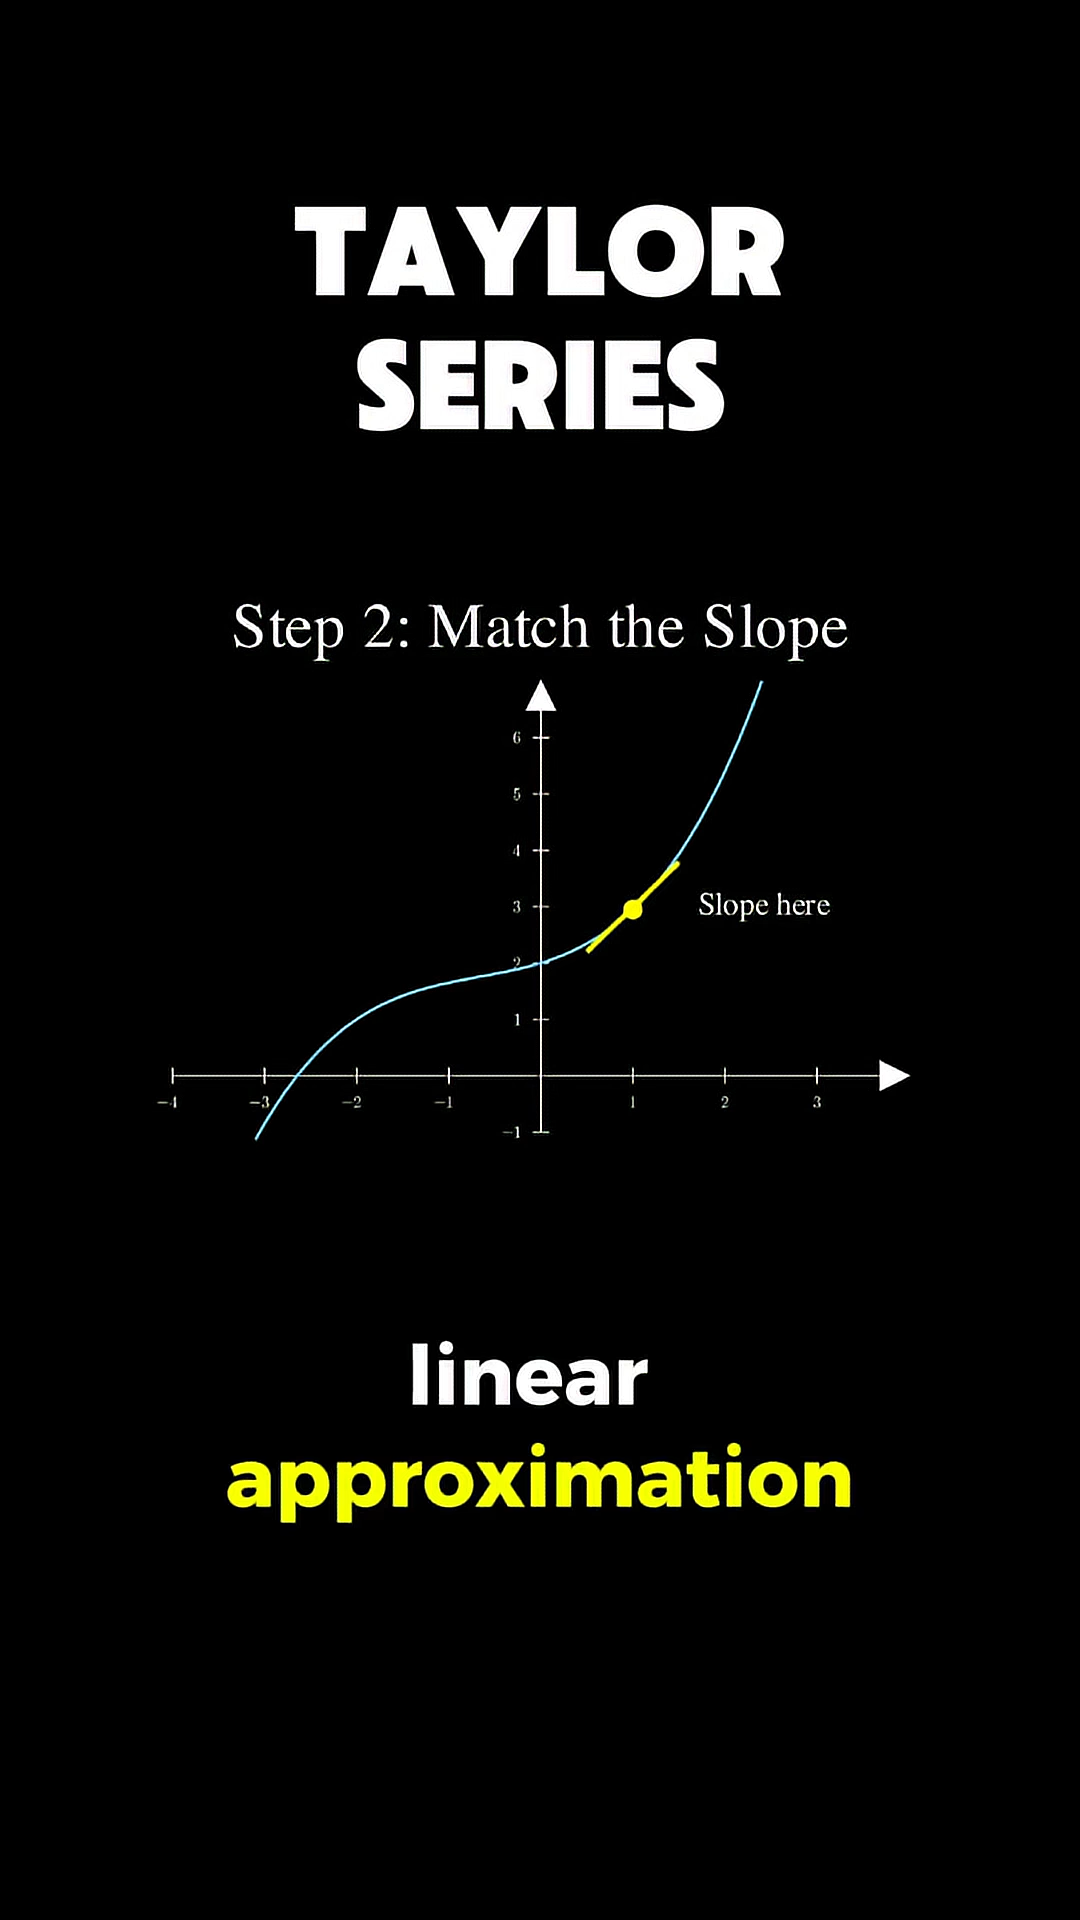 TAYLOR
SERIES
Step 2: Match the Slope
6
5
4
3
Slope here
2
1
−4 −3 −2 −1 1 2 3
−1
linear
approximation